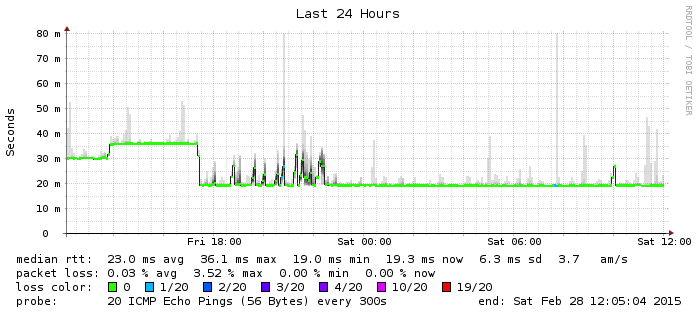 Last 24 Hours
RRDTOOL / TOBI OETIKER
Seconds
80 m
70 m
60 m
50 m
40 m
30 m
20 m
10 m
0
Fri 18:00 Sat 00:00 Sat 06:00 Sat 12:00
median rtt: 23.0 ms avg 36.1 ms max 19.0 ms min 19.3 ms now 6.3 ms sd 3.7 am/s
packet loss: 0.03 % avg 3.52 % max 0.00 % min 0.00 % now
loss color: 0 1/20 2/20 3/20 4/20 10/20 19/20
probe: 20 ICMP Echo Pings (56 Bytes) every 300s end: Sat Feb 28 12:05:04 2015